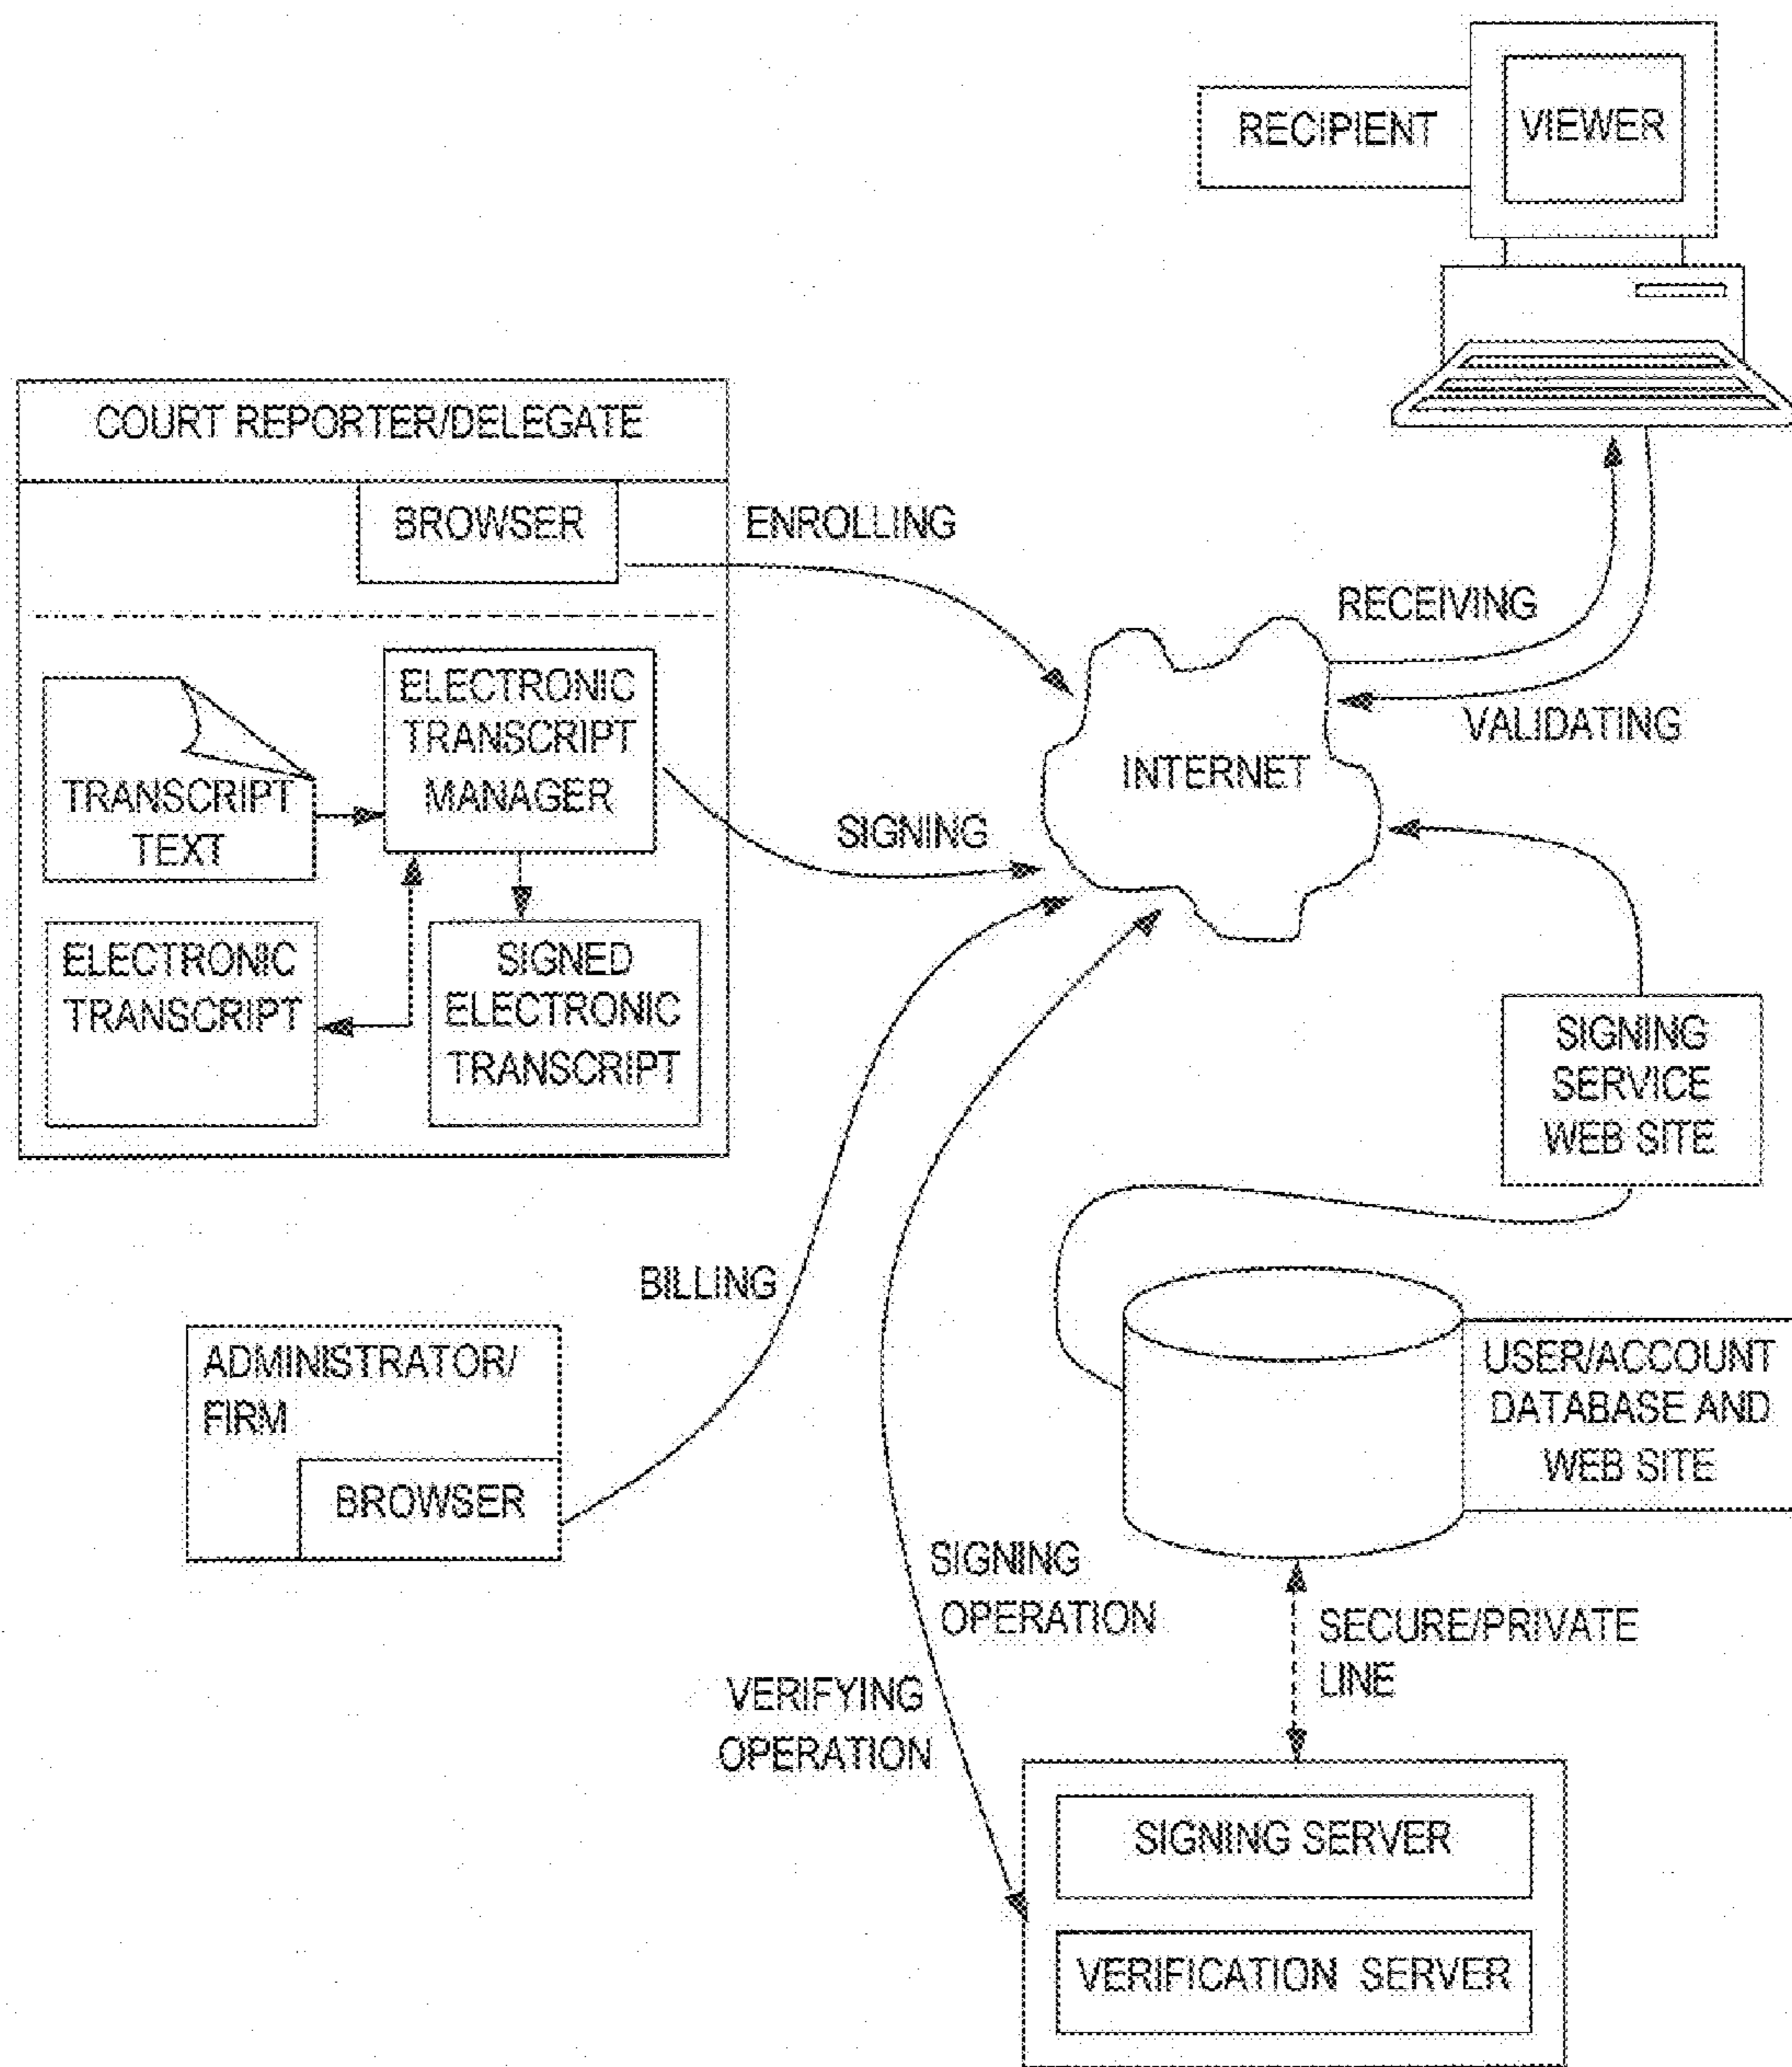 RECIPIENT
VIEWER
COURT REPORTER/DELEGATE
BROWSER
ENROLLING
RECEIVING
VALIDATING
INTERNET
ELECTRONIC
TRANSCRIPT
MANAGER
TRANSCRIPT
TEXT
SIGNING
ELECTRONIC
TRANSCRIPT
SIGNED
ELECTRONIC
TRANSCRIPT
SIGNING
SERVICE
WEB SITE
BILLING
ADMINISTRATOR/
FIRM
BROWSER
USER/ACCOUNT
DATABASE AND
WEB SITE
SIGNING
OPERATION
SECURE/PRIVATE
LINE
VERIFYING
OPERATION
SIGNING SERVER
VERIFICATION SERVER